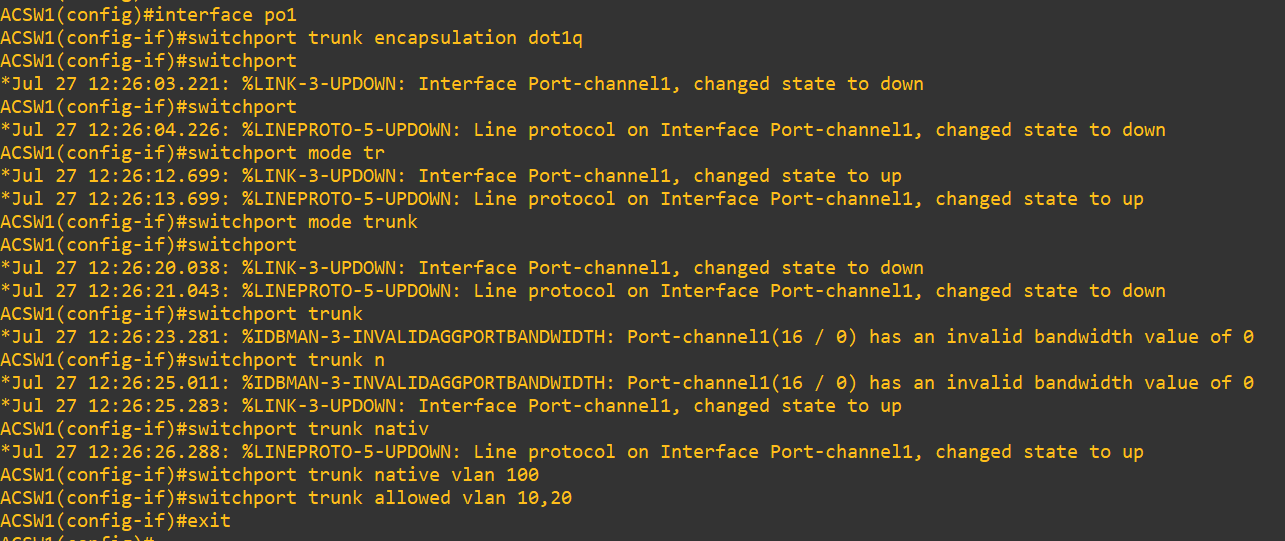 ACSW1(config)#interface po1
ACSW1(config-if)#switchport trunk encapsulation dot1q
ACSW1(config-if)#switchport
*Jul 27 12:26:03.221: %LINK-3-UPDOWN: Interface Port-channel1, changed state to down
ACSW1(config-if)#switchport
*Jul 27 12:26:04.226: %LINEPROTO-5-UPDOWN: Line protocol on Interface Port-channel1, changed state to down
ACSW1(config-if)#switchport mode tr
*Jul 27 12:26:12.699: %LINK-3-UPDOWN: Interface Port-channel1, changed state to up
*Jul 27 12:26:13.699: %LINEPROTO-5-UPDOWN: Line protocol on Interface Port-channel1, changed state to up
ACSW1(config-if)#switchport mode trunk
ACSW1(config-if)#switchport
*Jul 27 12:26:20.038: %LINK-3-UPDOWN: Interface Port-channel1, changed state to down
*Jul 27 12:26:21.043: %LINEPROTO-5-UPDOWN: Line protocol on Interface Port-channel1, changed state to down
ACSW1(config-if)#switchport trunk
*Jul 27 12:26:23.281: %IDBMAN-3-INVALIDAGGPORTBANDWIDTH: Port-channel1(16 / 0) has an invalid bandwidth value of 0
ACSW1(config-if)#switchport trunk n
*Jul 27 12:26:25.011: %IDBMAN-3-INVALIDAGGPORTBANDWIDTH: Port-channel1(16 / 0) has an invalid bandwidth value of 0
*Jul 27 12:26:25.283: %LINK-3-UPDOWN: Interface Port-channel1, changed state to up
ACSW1(config-if)#switchport trunk nativ
*Jul 27 12:26:26.288: %LINEPROTO-5-UPDOWN: Line protocol on Interface Port-channel1, changed state to up
ACSW1(config-if)#switchport trunk native vlan 100
ACSW1(config-if)#switchport trunk allowed vlan 10,20
ACSW1(config-if)#exit